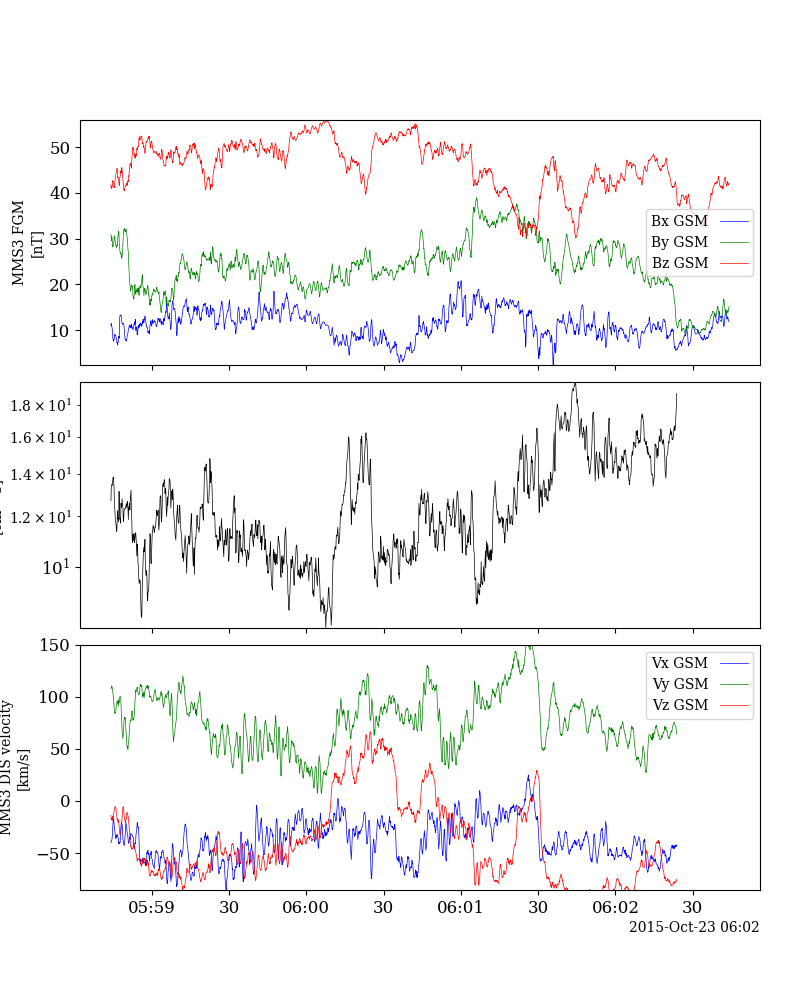 50
40
30
20
10
MMS3 FGM
[nT]
Bx GSM
By GSM
Bz GSM
1.8 × 10¹
1.6 × 10¹
1.4 × 10¹
1.2 × 10¹
10¹
150
100
50
0
−50
MMS3 DIS velocity
[km/s]
Vx GSM
Vy GSM
Vz GSM
05:59 30 06:00 30 06:01 30 06:02 30
2015-Oct-23 06:02